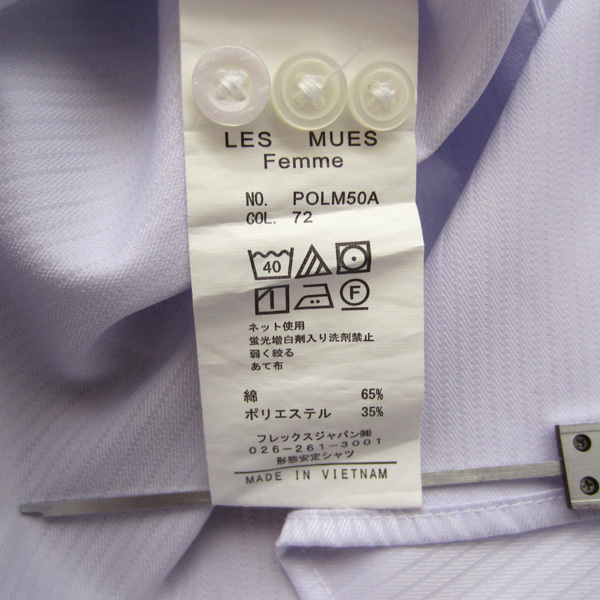 LES MUES
Femme
NO. POLM50A
COL. 72
40
F
ネット使用
蛍光増白剤入り洗剤禁止
弱く絞る
あて布
綿 65%
ポリエステル 35%
フレックスジャパン㈱
026-261-3001
形態安定シャツ
MADE IN VIETNAM